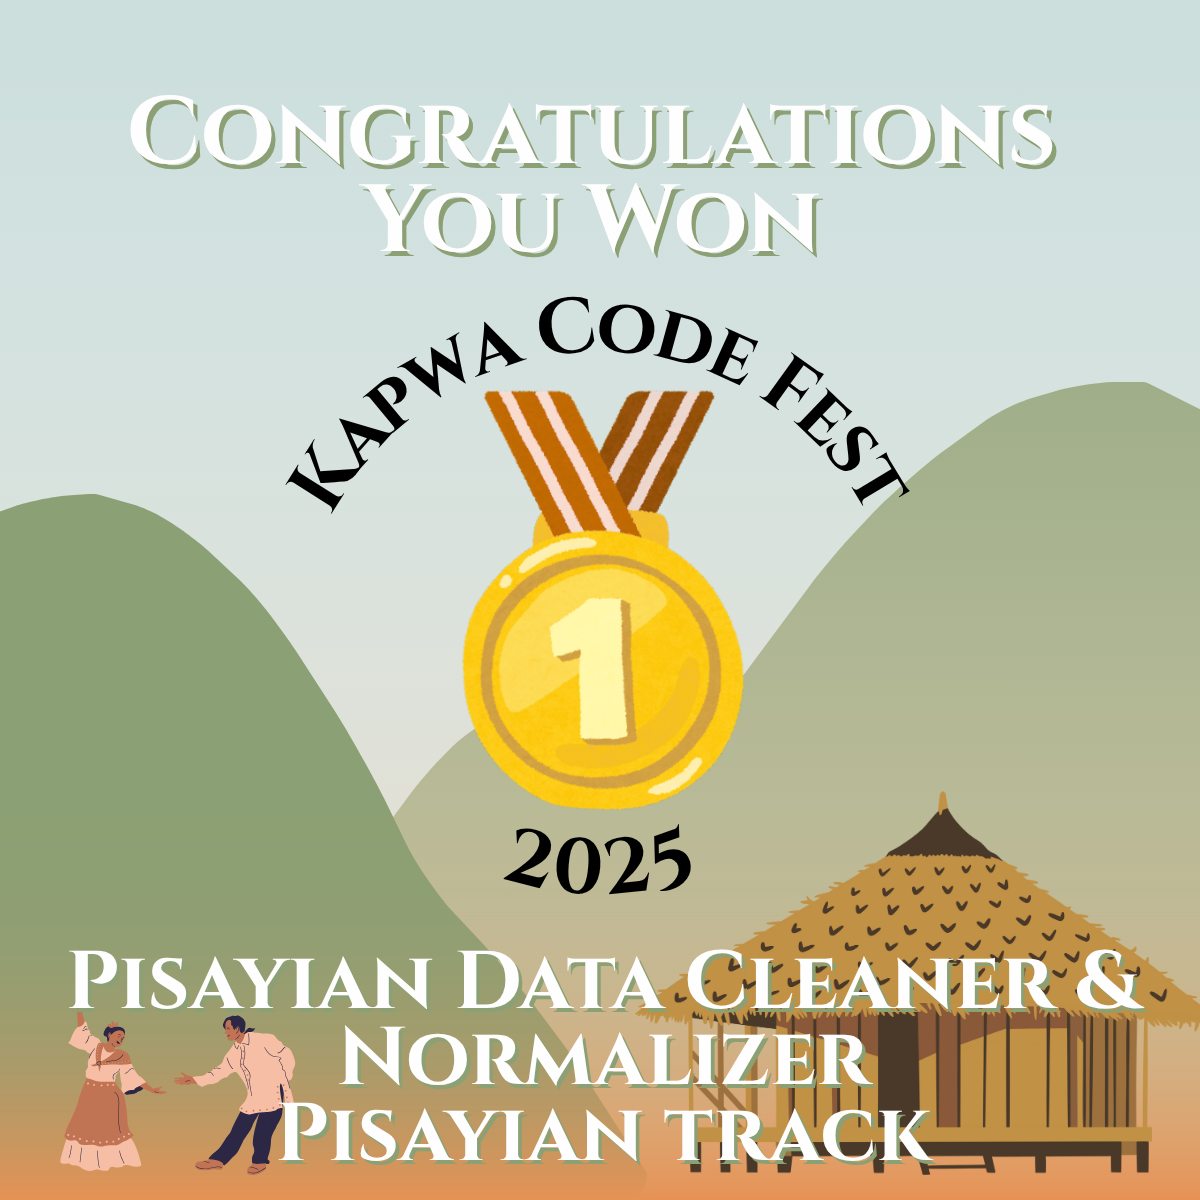 Congratulations
You Won
Kapwa Code Fest
1
2025
Pisayian Data Cleaner &
Normalizer
Pisayian track